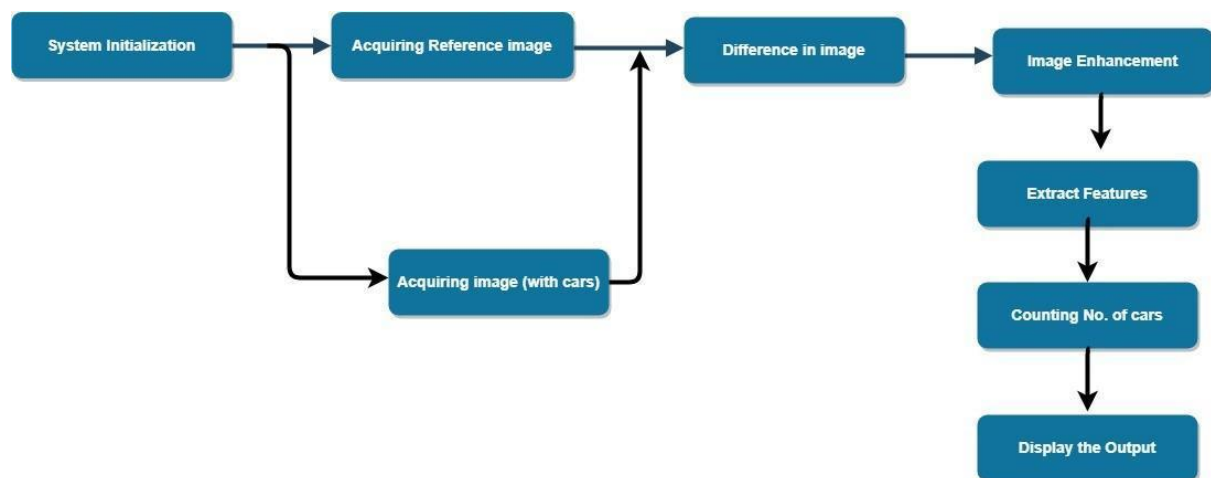 System Initialization
Acquiring Reference image
Difference in image
Image Enhancement
Extract Features
Acquiring image (with cars)
Counting No. of cars
Display the Output